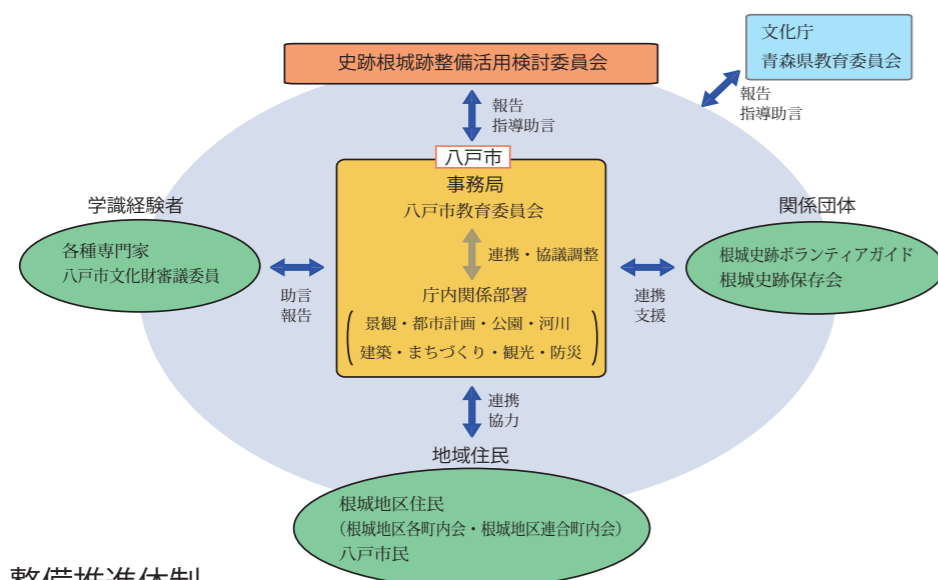 文化庁
青森県教育委員会
史跡根城跡整備活用検討委員会
報告
指導助言
報告
指導助言
八戸市
事務局
八戸市教育委員会
連携・協議調整
庁内関係部署
景観・都市計画・公園・河川
建築・まちづくり・観光・防災
学識経験者
各種専門家
八戸市文化財審議委員
助言
報告
関係団体
根城史跡ボランティアガイド
根城史跡保存会
連携
支援
連携
協力
地域住民
根城地区住民
(根城地区各町内会・根城地区連合町内会)
八戸市民
整備推進体制